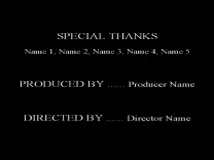 SPECIAL THANKS
Name 1, Name 2, Name 3, Name 4, Name 5
PRODUCED BY ...... Producer Name
DIRECTED BY ...... Director Name